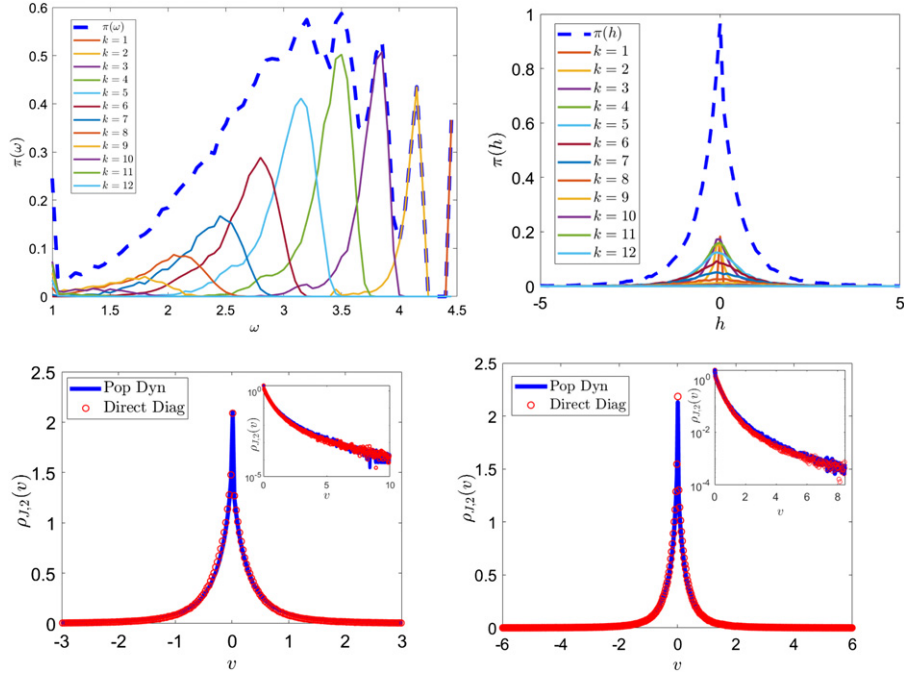 0.6
0.5
0.4
0.3
0.2
0.1
0
π(ω)
π(ω)
k = 1
k = 2
k = 3
k = 4
k = 5
k = 6
k = 7
k = 8
k = 9
k = 10
k = 11
k = 12
1 1.5 2 2.5 3 3.5 4 4.5
ω
1
0.8
0.6
0.4
0.2
0
π(h)
π(h)
k = 1
k = 2
k = 3
k = 4
k = 5
k = 6
k = 7
k = 8
k = 9
k = 10
k = 11
k = 12
-5 0 5
h
2.5
2
1.5
1
0.5
0
ρJ,2(v)
Pop Dyn
Direct Diag
10^0
10^-5
ρJ,2(v)
0 5 10
v
-3 -2 -1 0 1 2 3
v
2.5
2
1.5
1
0.5
0
ρJ,2(v)
Pop Dyn
Direct Diag
10^0
10^-2
10^-4
ρJ,2(v)
0 2 4 6 8
v
-6 -4 -2 0 2 4 6
v